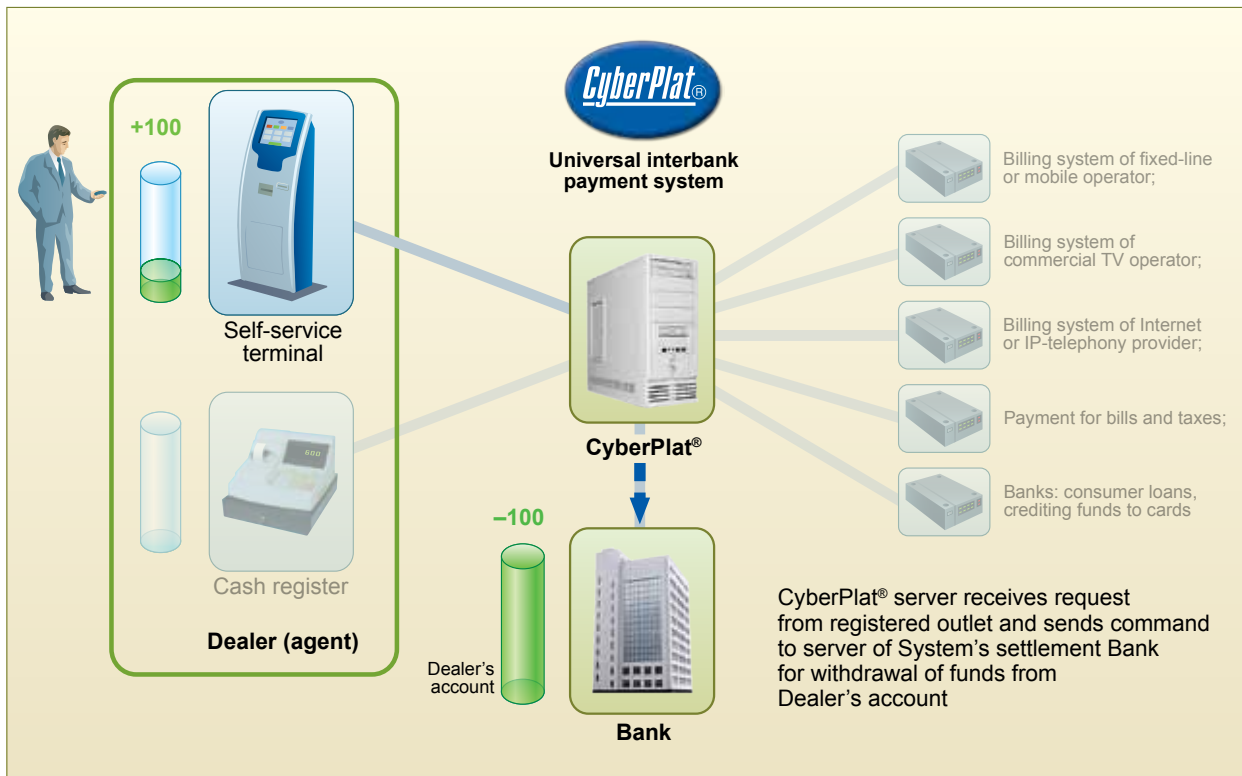 CyberPlat®
Universal interbank
payment system
+100
Self-service
terminal
600
Cash register
Dealer (agent)
CyberPlat®
–100
Dealer's
account
Bank
Billing system of fixed-line
or mobile operator;
Billing system of
commercial TV operator;
Billing system of Internet
or IP-telephony provider;
Payment for bills and taxes;
Banks: consumer loans,
crediting funds to cards
CyberPlat® server receives request
from registered outlet and sends command
to server of System's settlement Bank
for withdrawal of funds from
Dealer's account